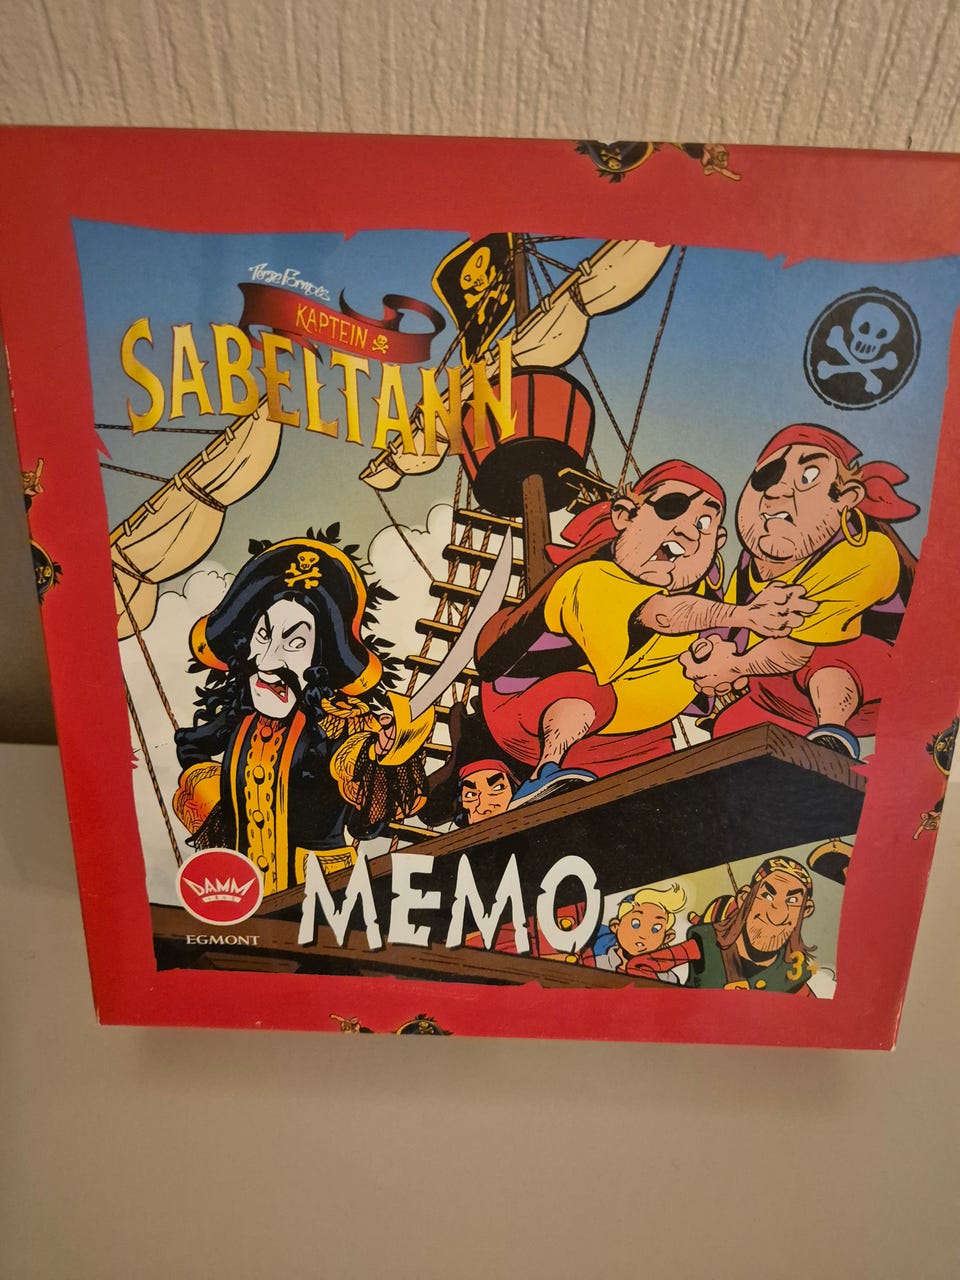 Terje Formoes
KAPTEIN
SABELTANN
DAMM
EGMONT
MEMO
3+